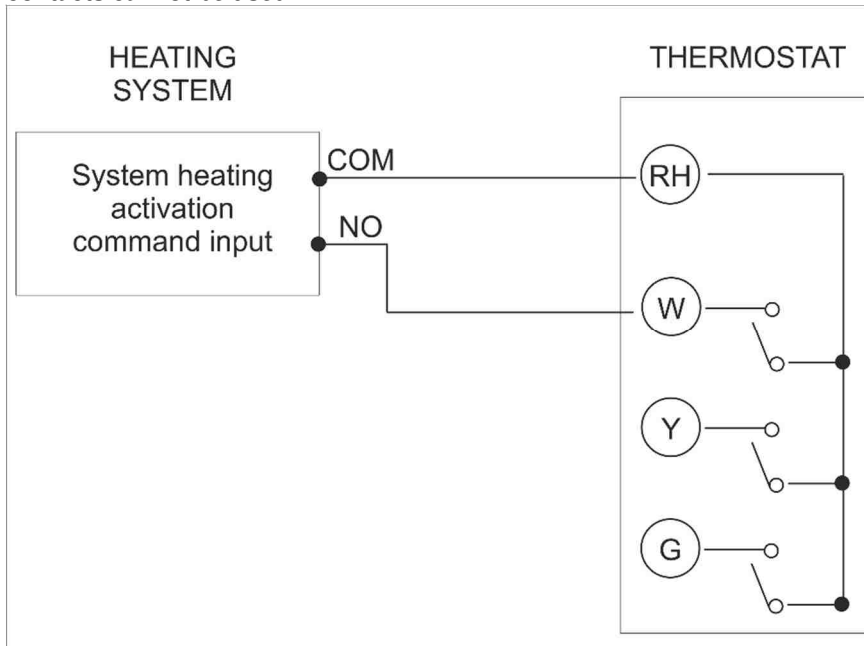 HEATING
SYSTEM
THERMOSTAT
System heating
activation
command input
COM
NO
RH
W
Y
G